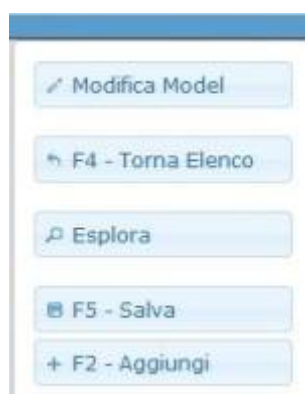 Modifica Model
F4 - Torna Elenco
Esplora
F5 - Salva
F2 - Aggiungi